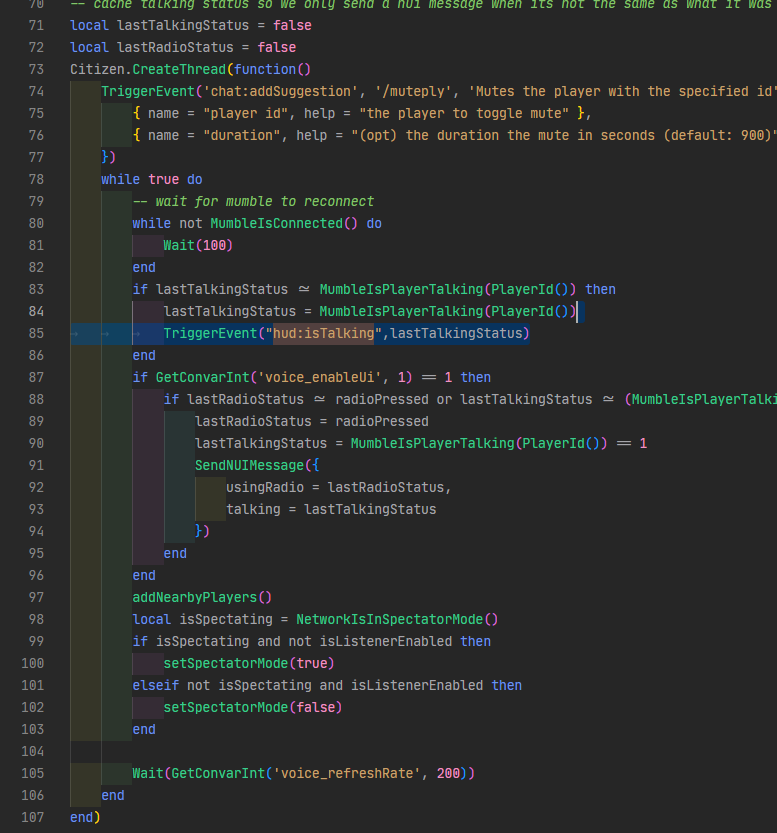 70 -- cache talking status so we only send a nui message when its not the same as what it was
71 local lastTalkingStatus = false
72 local lastRadioStatus = false
73 Citizen.CreateThread(function()
74 TriggerEvent('chat:addSuggestion', '/muteply', 'Mutes the player with the specified id'
75 { name = "player id", help = "the player to toggle mute" },
76 { name = "duration", help = "(opt) the duration the mute in seconds (default: 900)"
77 })
78 while true do
79 -- wait for mumble to reconnect
80 while not MumbleIsConnected() do
81 Wait(100)
82 end
83 if lastTalkingStatus ~= MumbleIsPlayerTalking(PlayerId()) then
84 lastTalkingStatus = MumbleIsPlayerTalking(PlayerId())
85 TriggerEvent("hud:isTalking",lastTalkingStatus)
86 end
87 if GetConvarInt('voice_enableUi', 1) == 1 then
88 if lastRadioStatus ~= radioPressed or lastTalkingStatus ~= (MumbleIsPlayerTalki
89 lastRadioStatus = radioPressed
90 lastTalkingStatus = MumbleIsPlayerTalking(PlayerId()) == 1
91 SendNUIMessage({
92 usingRadio = lastRadioStatus,
93 talking = lastTalkingStatus
94 })
95 end
96 end
97 addNearbyPlayers()
98 local isSpectating = NetworkIsInSpectatorMode()
99 if isSpectating and not isListenerEnabled then
100 setSpectatorMode(true)
101 elseif not isSpectating and isListenerEnabled then
102 setSpectatorMode(false)
103 end
104
105 Wait(GetConvarInt('voice_refreshRate', 200))
106 end
107 end)